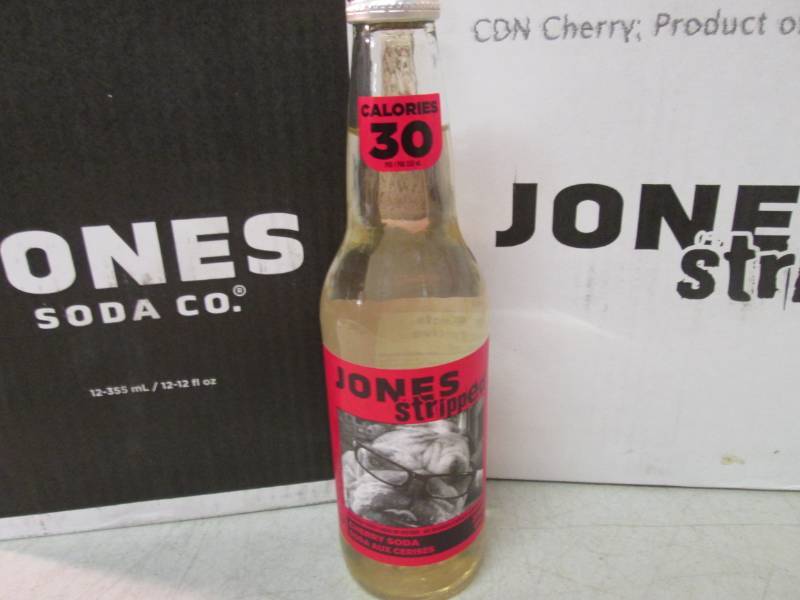 ONES
SODA CO.®
12-355 mL / 12-12 fl oz
CDN Cherry; Product o
JONE
stri
CALORIES
30
JONES
stripped
CHERRY SODA
SODA AUX CERISES